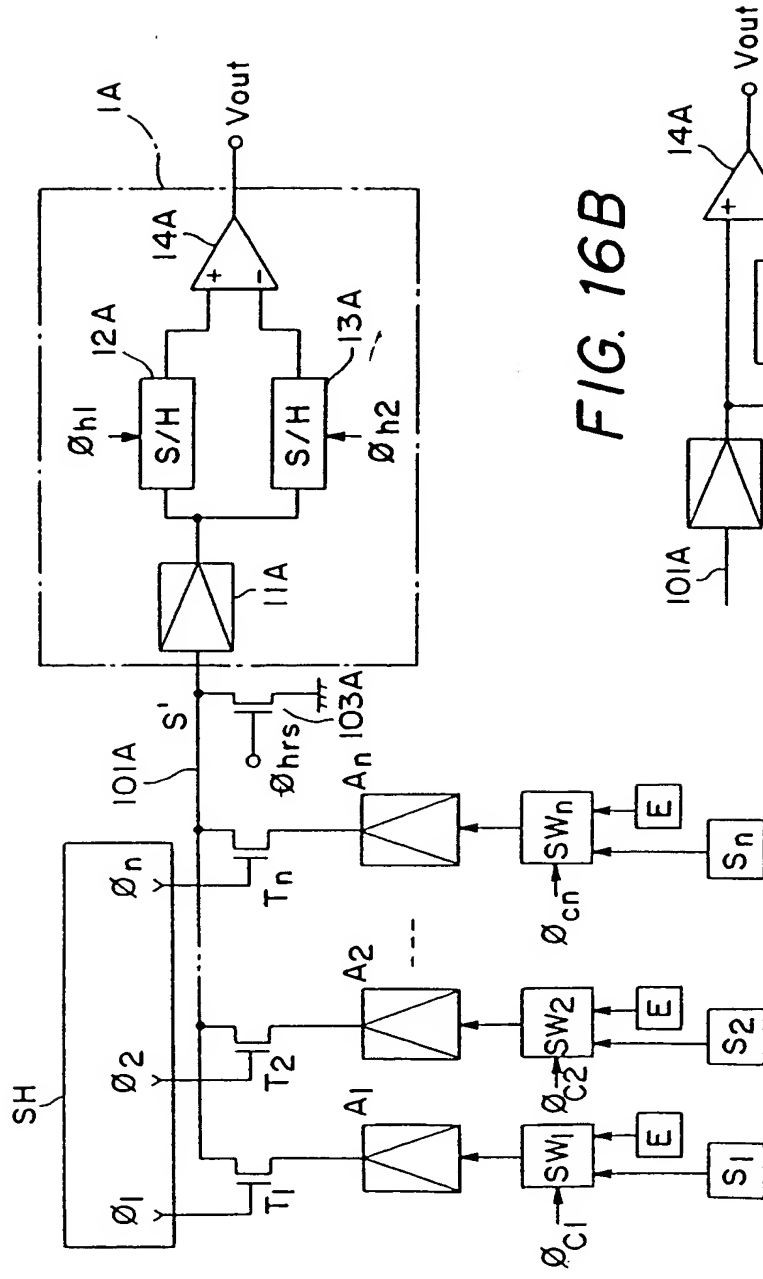 SH
Ø1
Ø2
Øn
T1
T2
Tn
101A
S'
Øhrs
103A
1A
11A
Øh1
12A
S/H
S/H
13A
Øh2
14A
+
-
Vout
A1
A2
An
ØC1
SW1
E
S1
ØC2
SW2
E
S2
Øcn
SWn
E
Sn
FIG. 16B
101A
14A
+
Vout